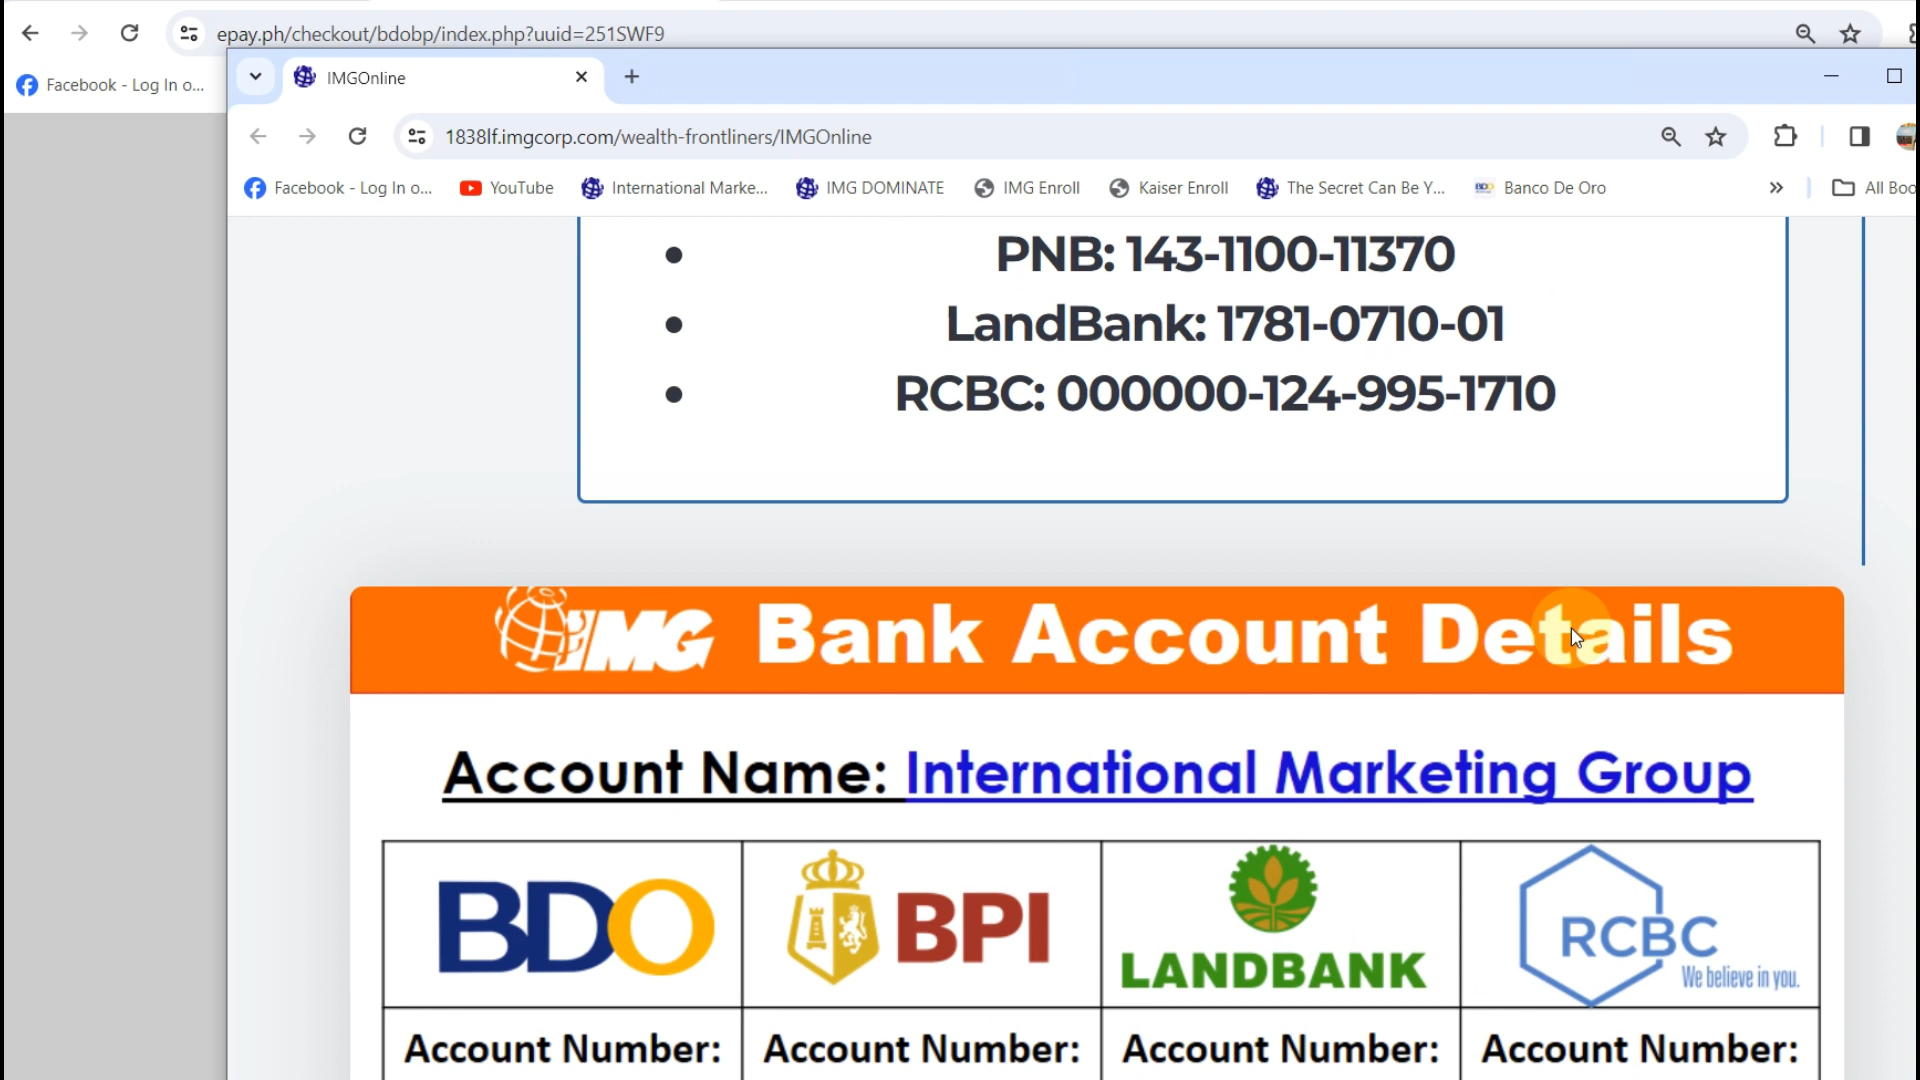 epay.ph/checkout/bdobp/index.php?uuid=251SWF9
Facebook - Log In o...
IMGOnline
1838lf.imgcorp.com/wealth-frontliners/IMGOnline
Facebook - Log In o...
YouTube
International Marke...
IMG DOMINATE
IMG Enroll
Kaiser Enroll
The Secret Can Be Y...
BDO
Banco De Oro
All Boo
• PNB: 143-1100-11370
• LandBank: 1781-0710-01
• RCBC: 000000-124-995-1710
IMG Bank Account Details
Account Name: International Marketing Group
BDO
BPI
LANDBANK
RCBC
We believe in you.
Account Number:
Account Number:
Account Number:
Account Number: